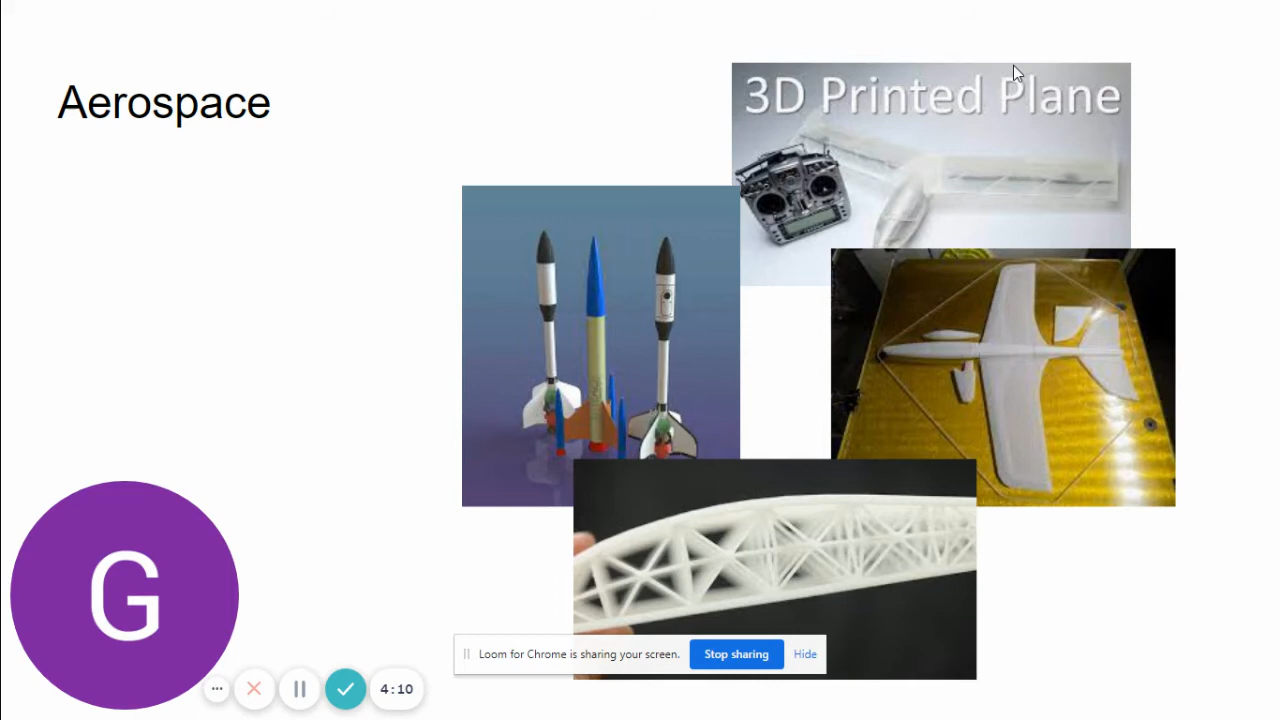 Aerospace
3D Printed Plane
G
Loom for Chrome is sharing your screen.
Stop sharing
Hide
4:10